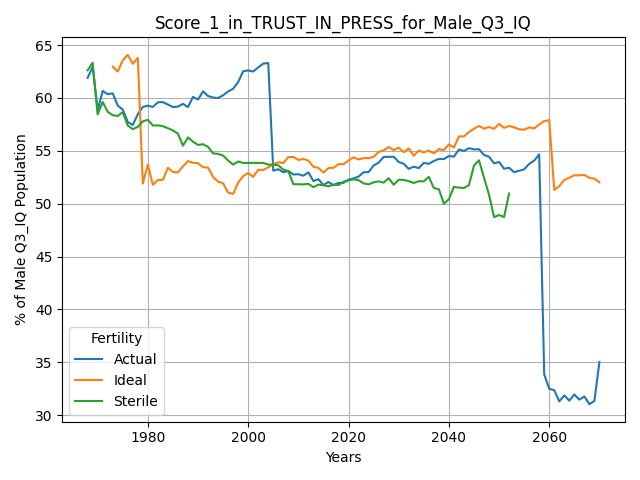 Score_1_in_TRUST_IN_PRESS_for_Male_Q3_IQ
% of Male Q3_IQ Population
65
60
55
50
45
40
35
30
Fertility
Actual
Ideal
Sterile
1980 2000 2020 2040 2060
Years